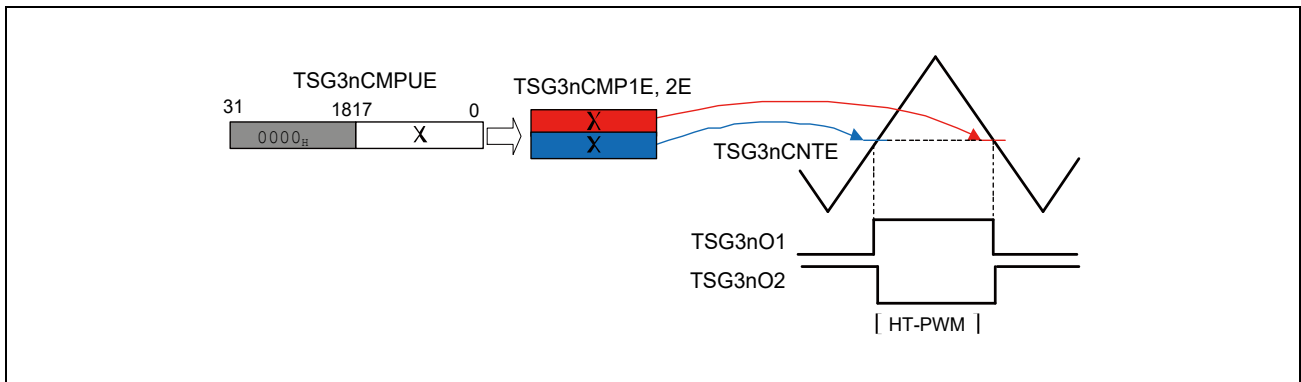 TSG3nCMPUE
TSG3nCMP1E, 2E
31 1817 0
0000H X
X
X
TSG3nCNTE
TSG3nO1
TSG3nO2
HT-PWM